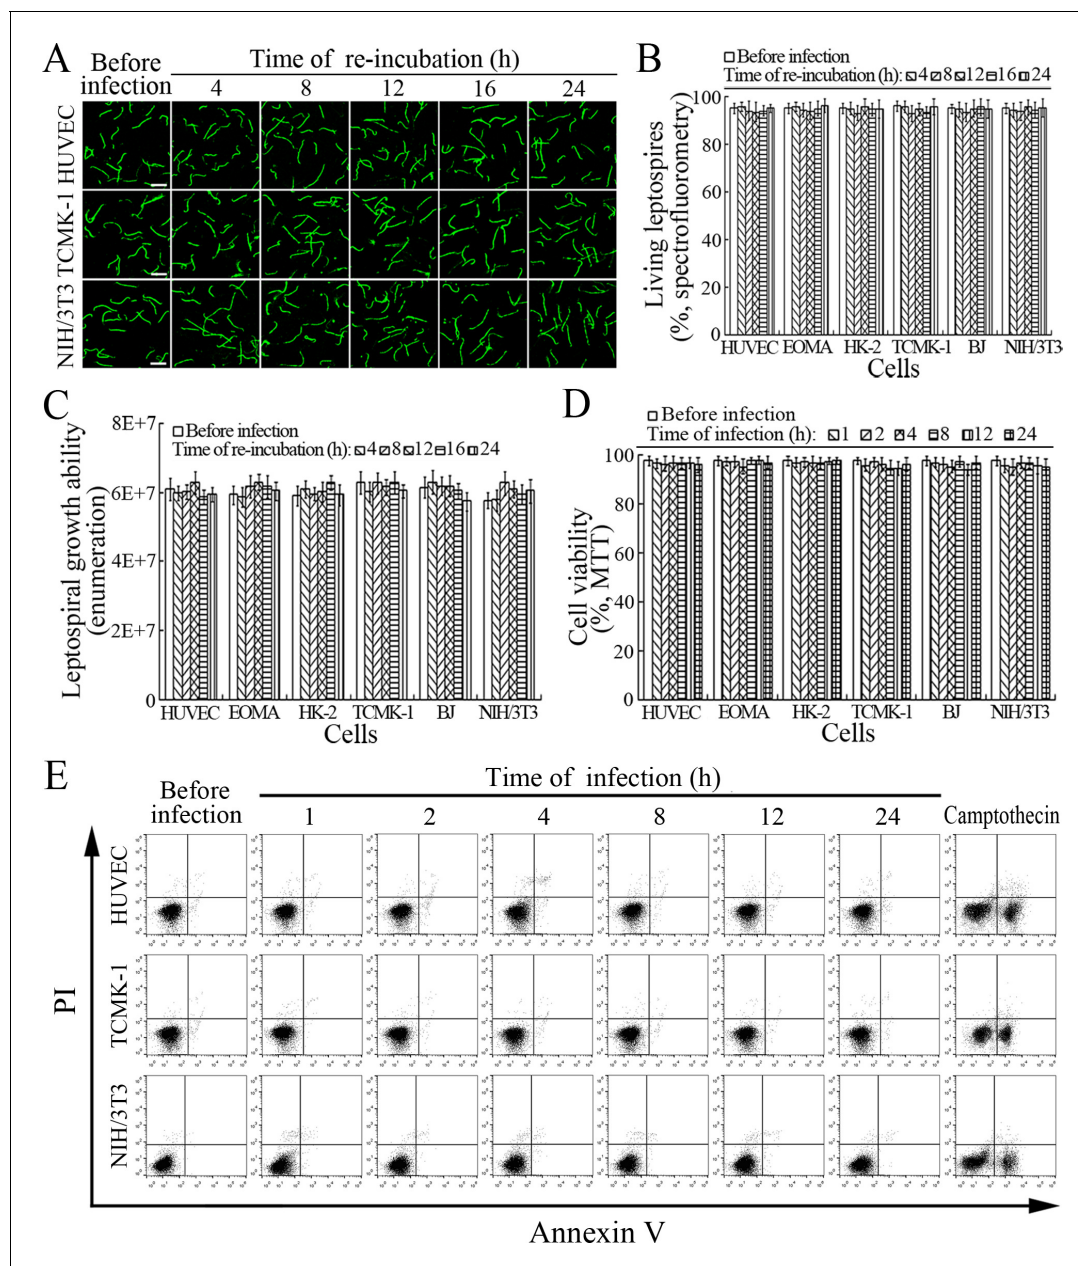 A
Before infection
Time of re-incubation (h)
4 8 12 16 24
HUVEC
TCMK-1
NIH/3T3
B
Before infection
Time of re-incubation (h): 4 8 12 16 24
Living leptospires
(%, spectrofluorometry)
100
80
60
40
20
0
HUVEC EOMA HK-2 TCMK-1 BJ NIH/3T3
Cells
C
Before infection
Time of re-incubation (h): 4 8 12 16 24
Leptospiral growth ability
(enumeration)
8E+7
6E+7
4E+7
2E+7
0
HUVEC EOMA HK-2 TCMK-1 BJ NIH/3T3
Cells
D
Before infection
Time of infection (h): 1 2 4 8 12 24
Cell viability
(%, MTT)
100
80
60
40
20
0
HUVEC EOMA HK-2 TCMK-1 BJ NIH/3T3
Cells
E
Before
infection
Time of infection (h)
1 2 4 8 12 24 Camptothecin
HUVEC
TCMK-1
NIH/3T3
PI
Annexin V